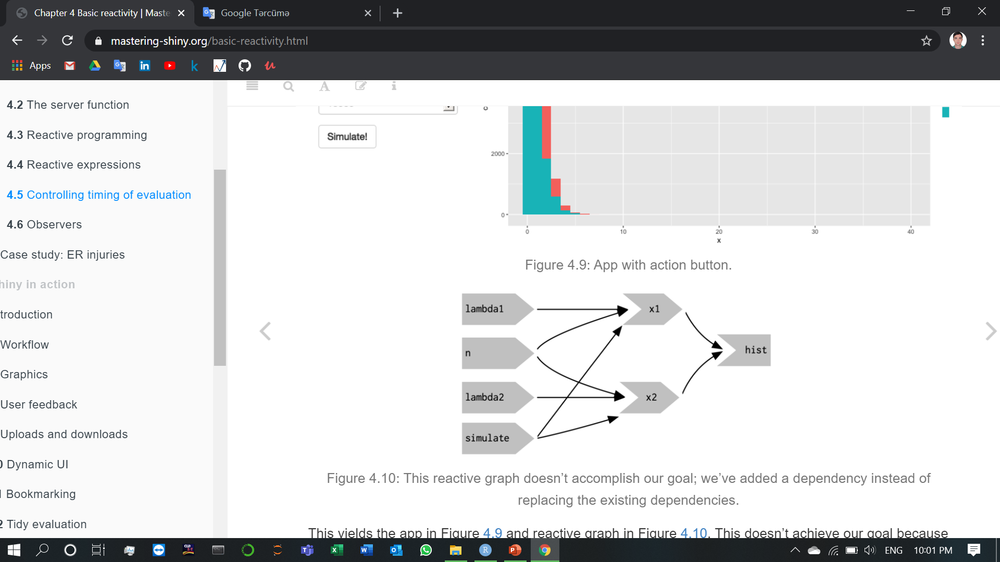 Chapter 4 Basic reactivity | Maste
Google Tərcümə
mastering-shiny.org/basic-reactivity.html
Apps
4.2 The server function
4.3 Reactive programming
4.4 Reactive expressions
4.5 Controlling timing of evaluation
4.6 Observers
Case study: ER injuries
hiny in action
troduction
Workflow
Graphics
User feedback
Uploads and downloads
Dynamic UI
Bookmarking
2 Tidy evaluation
Simulate!
2000
0
0 10 20 30 40
x
Figure 4.9: App with action button.
lambda1
x1
n
hist
lambda2
x2
simulate
Figure 4.10: This reactive graph doesn’t accomplish our goal; we’ve added a dependency instead of
replacing the existing dependencies.
This yields the app in Figure 4.9 and reactive graph in Figure 4.10. This doesn’t achieve our goal because
ENG 10:01 PM